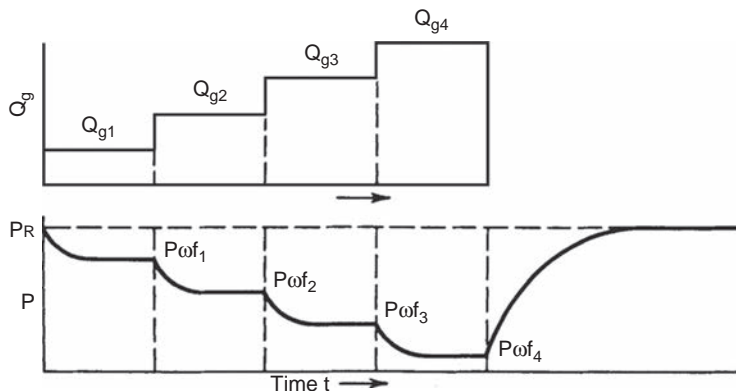 Qg4
Qg3
Qg2
Qg1
Qg
PR
Pωf1
Pωf2
Pωf3
P
Pωf4
Time t